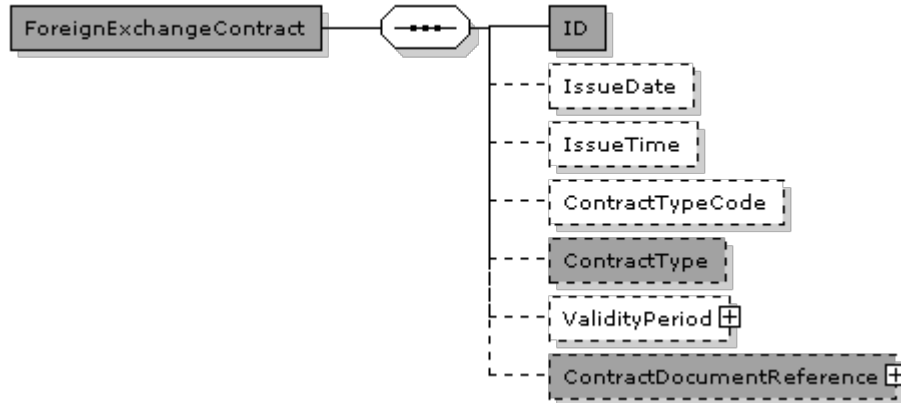 ForeignExchangeContract
ID
IssueDate
IssueTime
ContractTypeCode
ContractType
ValidityPeriod
ContractDocumentReference